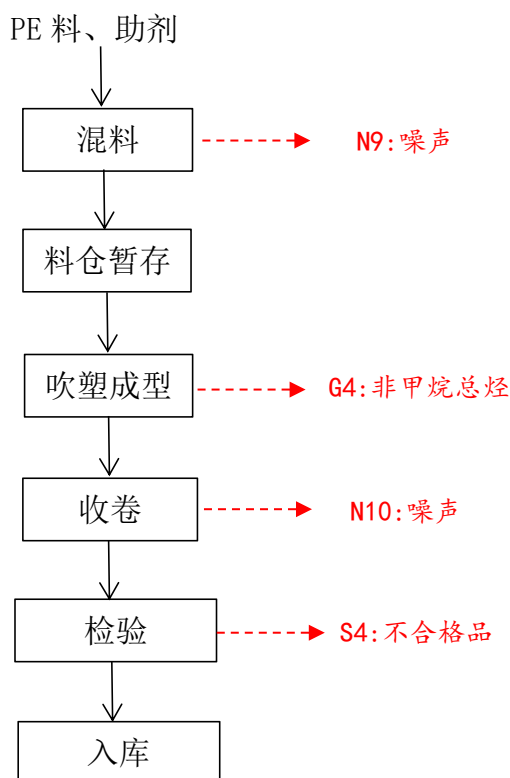 PE 料、助剂
混料
N9:噪声
料仓暂存
吹塑成型
G4:非甲烷总烃
收卷
N10:噪声
检验
S4:不合格品
入库